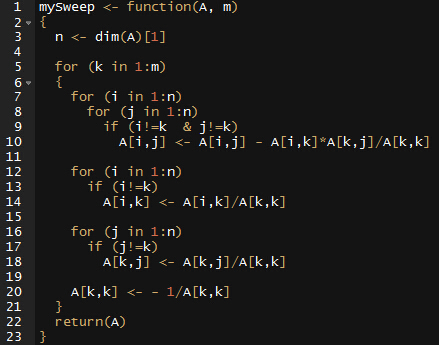 1 mySweep <- function(A, m)
2 {
3   n <- dim(A)[1]
4
5   for (k in 1:m)
6   {
7     for (i in 1:n)
8       for (j in 1:n)
9         if (i!=k  & j!=k)
10           A[i,j] <- A[i,j] - A[i,k]*A[k,j]/A[k,k]
11
12     for (i in 1:n)
13       if (i!=k)
14         A[i,k] <- A[i,k]/A[k,k]
15
16     for (j in 1:n)
17       if (j!=k)
18         A[k,j] <- A[k,j]/A[k,k]
19
20     A[k,k] <- - 1/A[k,k]
21   }
22   return(A)
23 }